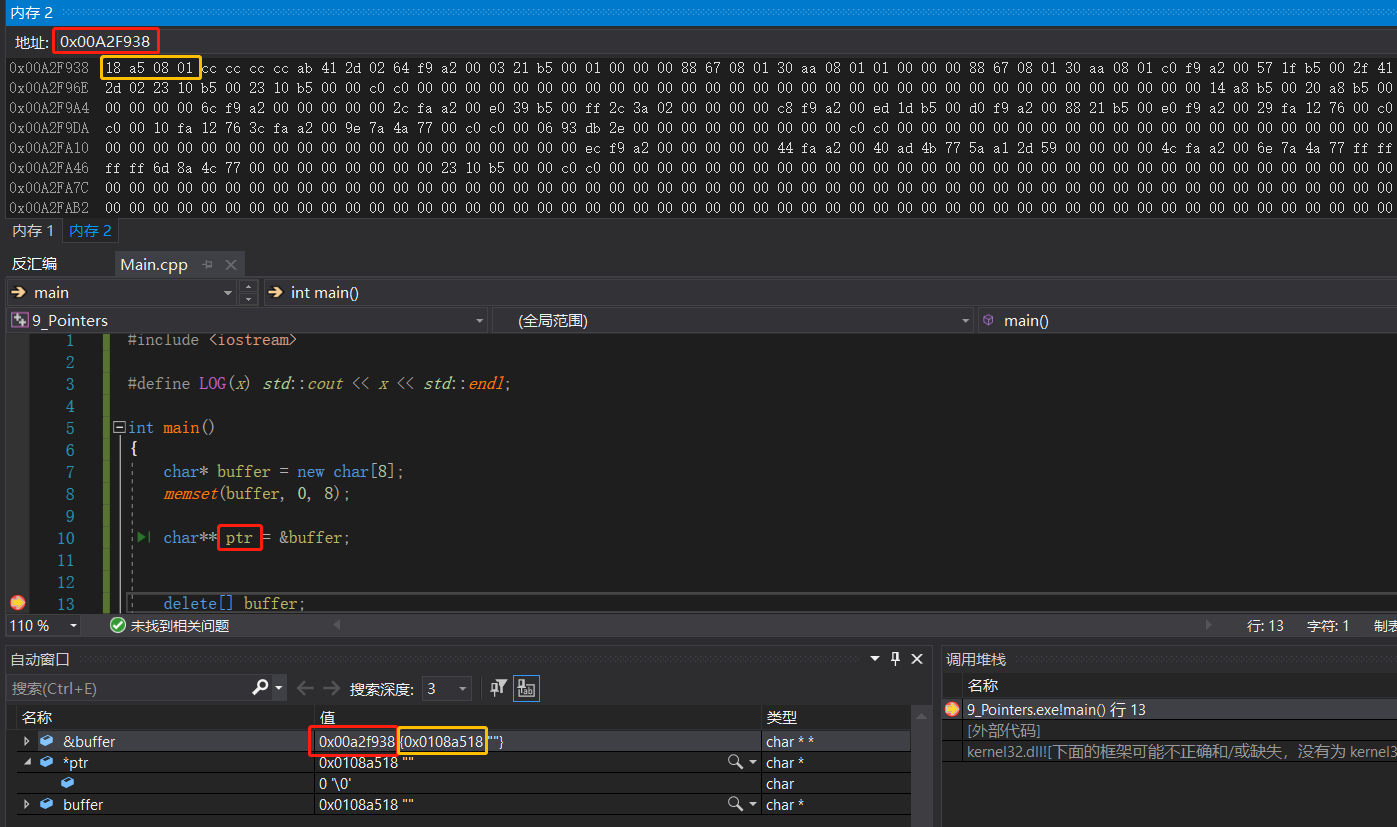 内存 2
地址: 0x00A2F938
0x00A2F938 18 a5 08 01 cc cc cc cc ab 41 2d 02 64 f9 a2 00 03 21 b5 00 01 00 00 00 88 67 08 01 30 aa 08 01 01 00 00 00 88 67 08 01 30 aa 08 01 c0 f9 a2 00 57 1f b5 00 2f 41
0x00A2F96E 2d 02 23 10 b5 00 23 10 b5 00 00 c0 c0 00 00 00 00 00 00 00 00 00 00 00 00 00 00 00 00 00 00 00 00 00 00 00 00 00 00 00 00 00 00 00 00 00 14 a8 b5 00 20 a8 b5 00
0x00A2F9A4 00 00 00 00 00 00 6c f9 a2 00 00 00 2c fa a2 00 e0 39 b5 00 ff 2c 3a 02 00 00 00 00 c8 f9 a2 00 ed 1d b5 00 d0 f9 a2 00 88 21 b5 00 e0 f9 a2 00 29 fa 12 76 00 c0
0x00A2F9DA c0 00 10 fa 12 76 3c fa a2 00 9e 7a 4a 77 00 c0 c0 00 06 93 db 2e 00 00 00 00 00 00 00 00 00 c0 c0 00 00 00 00 00 00 00 00 00 00 00 00 00 00 00 00 00 00 00 00 00
0x00A2FA10 00 00 00 00 00 00 00 00 00 00 00 00 00 00 00 00 00 00 00 00 ec f9 a2 00 00 00 00 00 44 fa a2 00 40 ad 4b 77 5a a1 2d 59 00 00 00 00 4c fa a2 00 6e 7a 4a 77 ff ff
0x00A2FA46 ff ff 6d 8a 4c 77 00 00 00 00 00 00 00 00 23 10 b5 00 00 c0 c0 00 00 00 00 00 00 00 00 00 00 00 00 00 00 00 00 00 00 00 00 00 00 00 00 00 00 00 00 00 00 00 00 00
0x00A2FA7C 00 00 00 00 00 00 00 00 00 00 00 00 00 00 00 00 00 00 00 00 00 00 00 00 00 00 00 00 00 00 00 00 00 00 00 00 00 00 00 00 00 00 00 00 00 00 00 00 00 00 00 00 00 00
0x00A2FAB2 00 00 00 00 00 00 00 00 00 00 00 00 00 00 00 00 00 00 00 00 00 00 00 00 00 00 00 00 00 00 00 00 00 00 00 00 00 00 00 00 00 00 00 00 00 00 00 00 00 00 00 00 00 00
内存 1 内存 2
反汇编 Main.cpp
main int main()
9_Pointers (全局范围) main()
1 #include <iostream>
2
3 #define LOG(x) std::cout << x << std::endl;
4
5 int main()
6 {
7 char* buffer = new char[8];
8 memset(buffer, 0, 8);
9
10 char** ptr = &buffer;
11
12
13 delete[] buffer;
110 % 未找到相关问题 行: 13 字符: 1 制表
自动窗口
搜索(Ctrl+E) 搜索深度: 3
名称 值 类型
&buffer 0x00a2f938 {0x0108a518 ""} char * *
*ptr 0x0108a518 "" char *
0 '\0' char
buffer 0x0108a518 "" char *
调用堆栈
名称
9_Pointers.exe!main() 行 13
[外部代码]
kernel32.dll![下面的框架可能不正确和/或缺失，没有为 kernel3